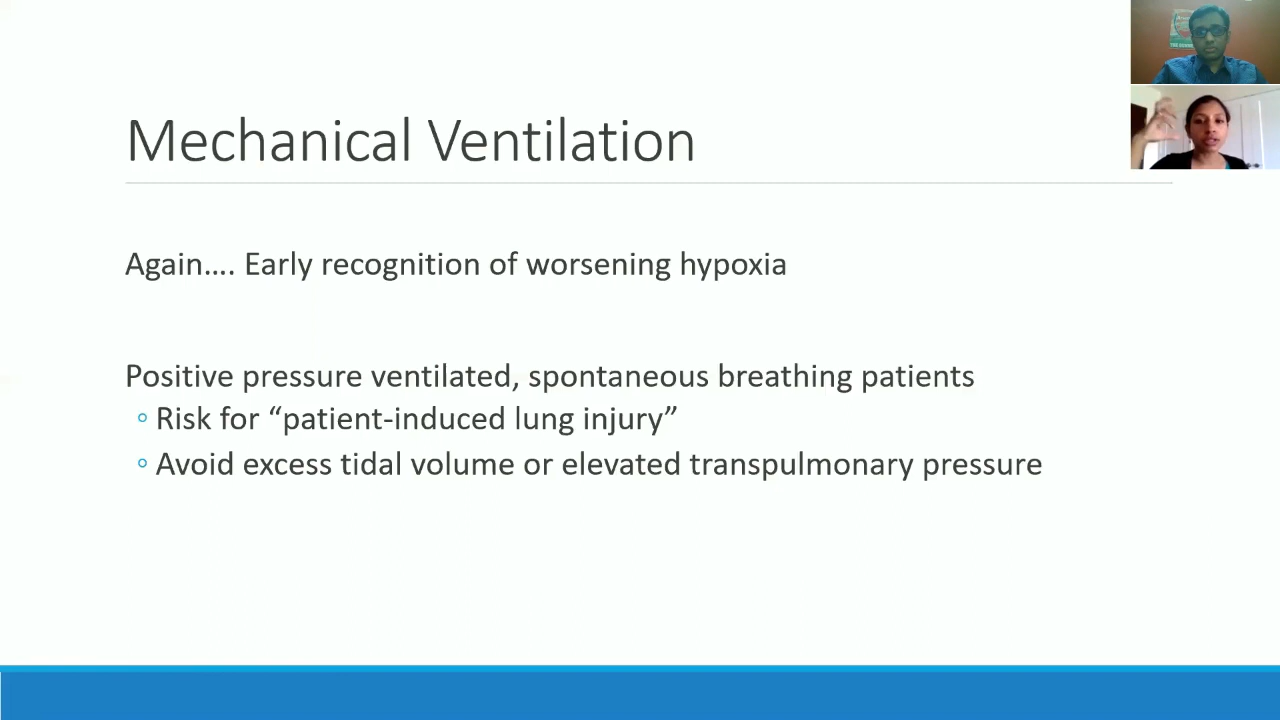 Mechanical Ventilation
Again…. Early recognition of worsening hypoxia
Positive pressure ventilated, spontaneous breathing patients
◦ Risk for “patient-induced lung injury”
◦ Avoid excess tidal volume or elevated transpulmonary pressure